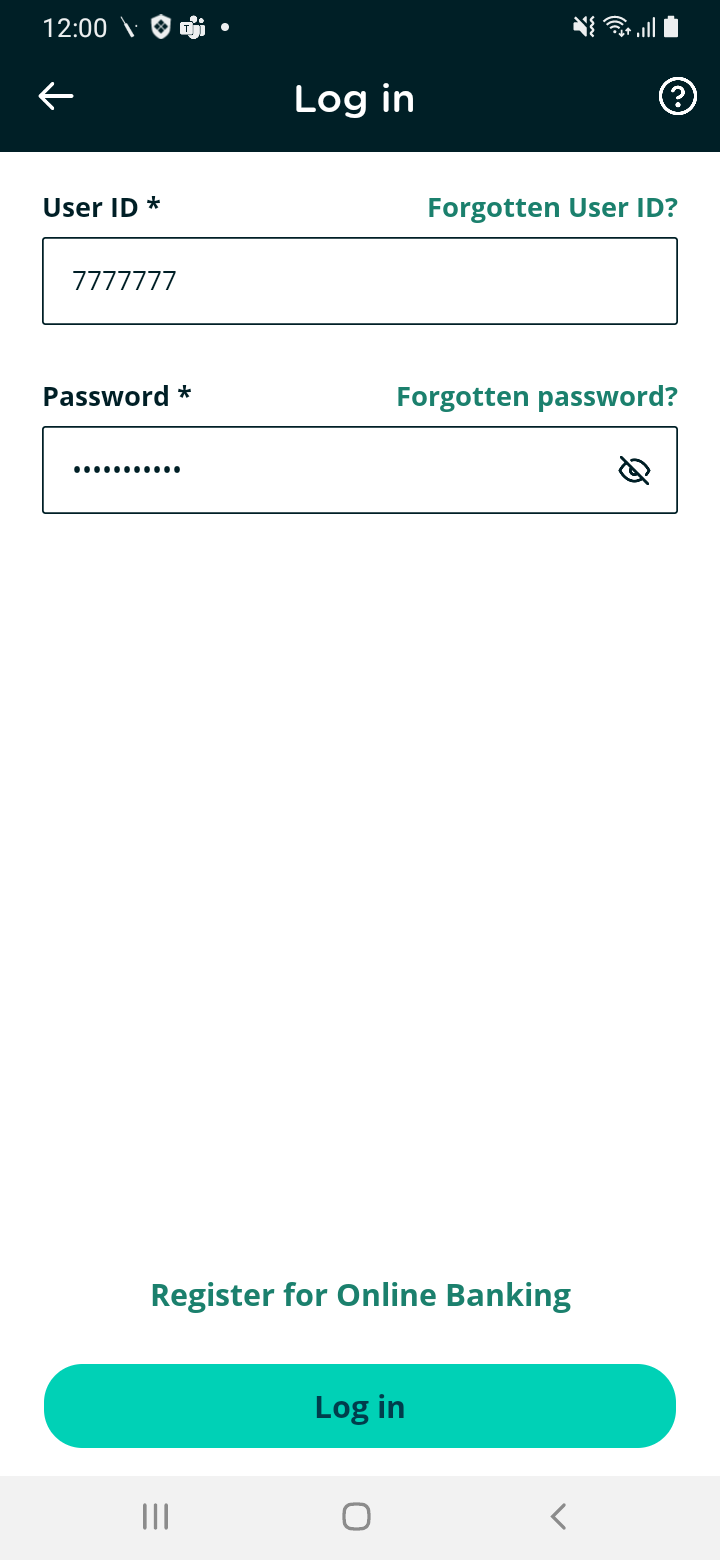 12:00
Log in
User ID * Forgotten User ID?
7777777
Password * Forgotten password?
•••••••••••
Register for Online Banking
Log in